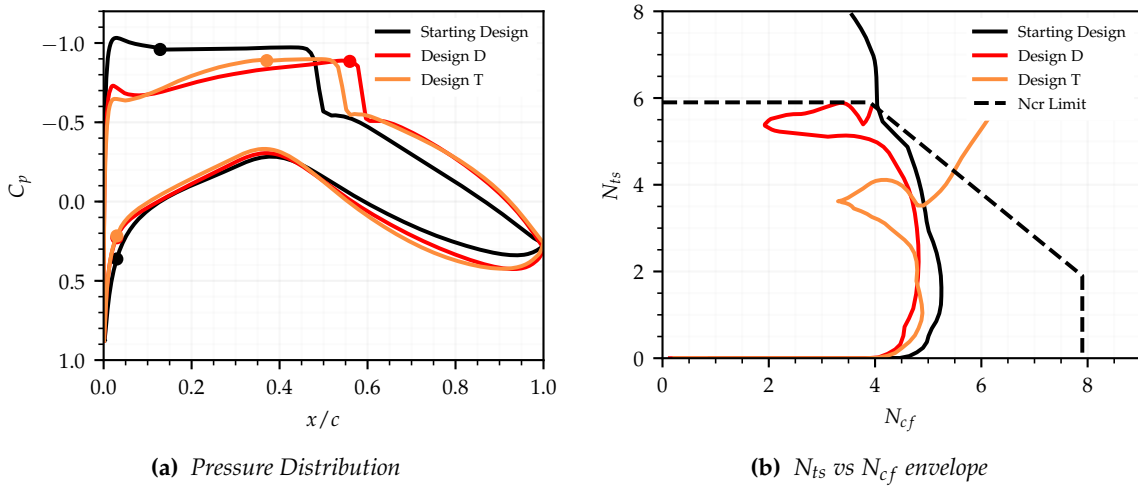 −1.0
−0.5
0.0
0.5
1.0
C_p
0.0 0.2 0.4 0.6 0.8 1.0
x/c
Starting Design
Design D
Design T
(a) Pressure Distribution
8
6
4
2
0
N_ts
0 2 4 6 8
N_cf
Starting Design
Design D
Design T
Ncr Limit
(b) N_ts vs N_cf envelope